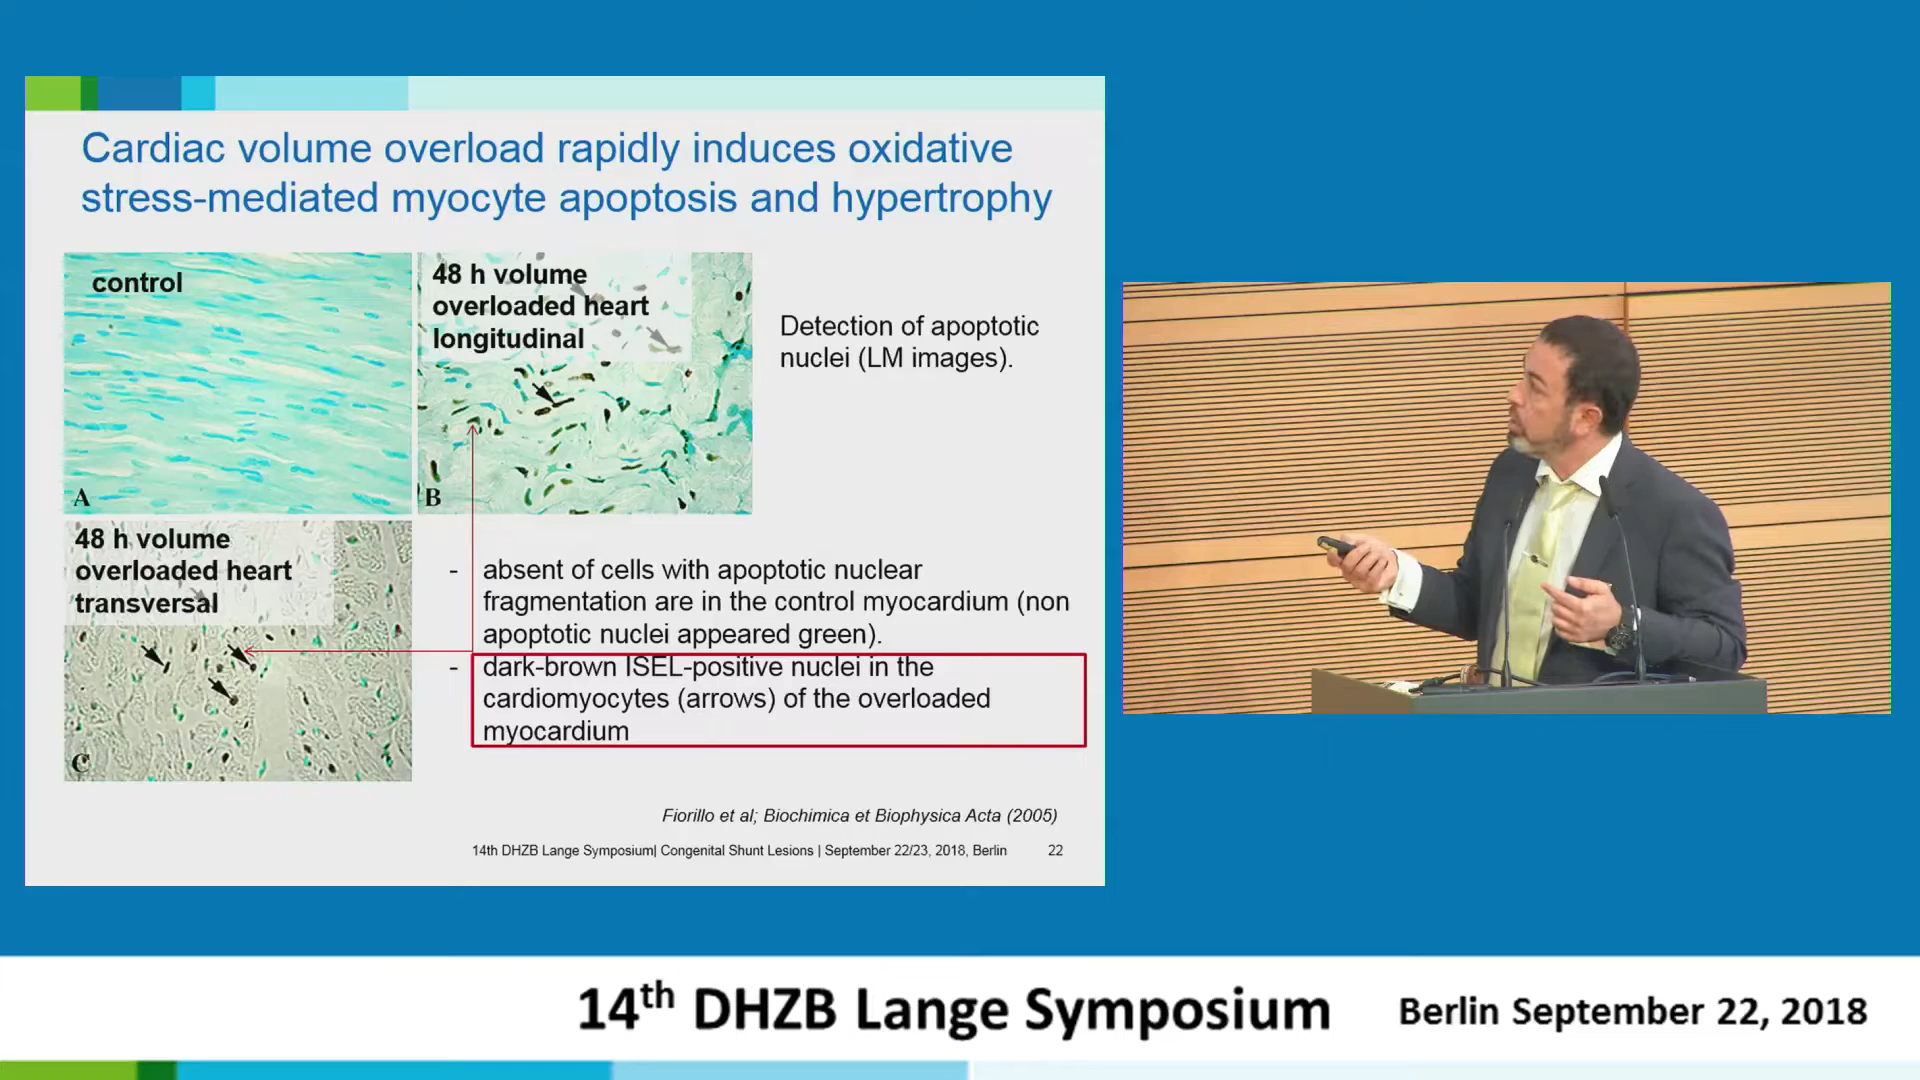 Cardiac volume overload rapidly induces oxidative
stress-mediated myocyte apoptosis and hypertrophy
control
A
48 h volume
overloaded heart
longitudinal
B
Detection of apoptotic
nuclei (LM images).
48 h volume
overloaded heart
transversal
C
- absent of cells with apoptotic nuclear
fragmentation are in the control myocardium (non
apoptotic nuclei appeared green).
- dark-brown ISEL-positive nuclei in the
cardiomyocytes (arrows) of the overloaded
myocardium
Fiorillo et al; Biochimica et Biophysica Acta (2005)
14th DHZB Lange Symposium| Congenital Shunt Lesions | September 22/23, 2018, Berlin 22
14th DHZB Lange Symposium Berlin September 22, 2018